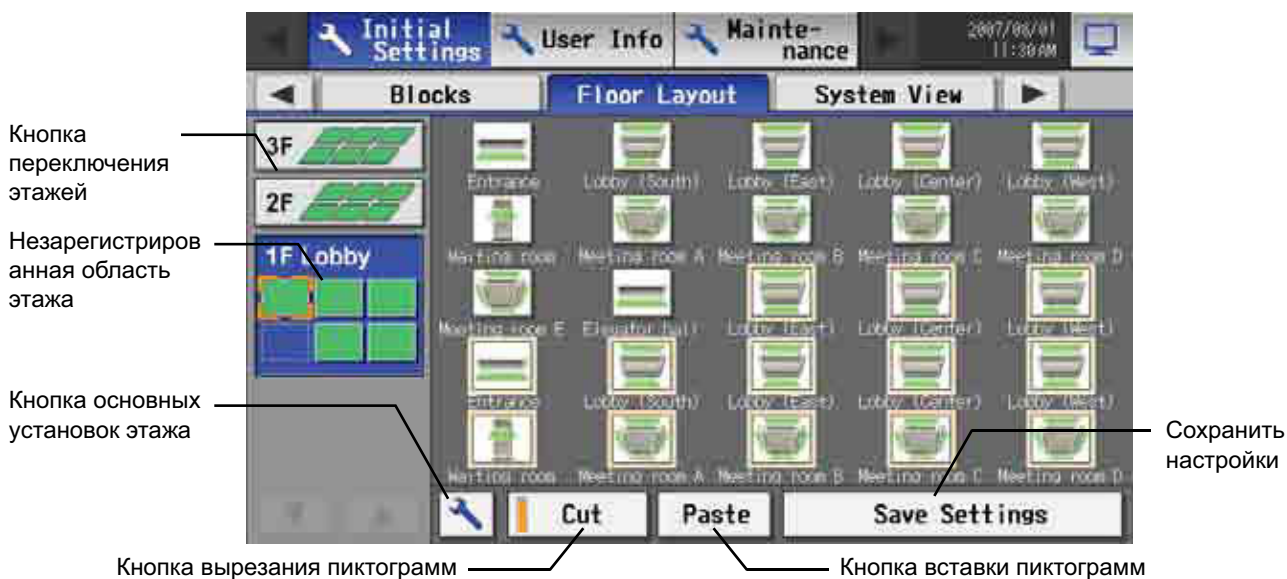 Initial
Settings
User Info
Mainte-
nance
2007/08/01
11:30AM
Blocks
Floor Layout
System View
Кнопка
переключения
этажей
3F
2F
Незарегистриров
анная область
этажа
1F Lobby
Entrance Lobby (South) Lobby (East) Lobby (Center) Lobby (West)
Waiting room Meeting room A Meeting room B Meeting room C Meeting room D
Meeting room E Elevator hall Lobby (East) Lobby (Center) Lobby (West)
Entrance Lobby (South) Lobby (East) Lobby (Center) Lobby (West)
Waiting room Meeting room A Meeting room B Meeting room C Meeting room D
Кнопка основных
установок этажа
Сохранить
настройки
Cut
Paste
Save Settings
Кнопка вырезания пиктограмм
Кнопка вставки пиктограмм